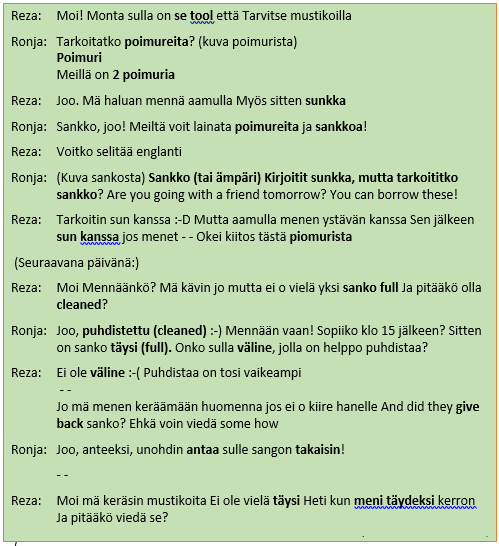 Reza: Moi! Monta sulla on se tool että Tarvitse mustikoilla
Ronja: Tarkoitatko poimureita? (kuva poimurista)
Poimuri
Meillä on 2 poimuria
Reza: Joo. Mä haluan mennä aamulla Myös sitten sunkka
Ronja: Sankko, joo! Meiltä voit lainata poimureita ja sankkoa!
Reza: Voitko selitää englanti
Ronja: (Kuva sankosta) Sankko (tai ämpäri) Kirjoitit sunkka, mutta tarkoititko
sankko? Are you going with a friend tomorrow? You can borrow these!
Reza: Tarkoitin sun kanssa :-D Mutta aamulla menen ystävän kanssa Sen jälkeen
sun kanssa jos menet - - Okei kiitos tästä piomurista
(Seuraavana päivänä:)
Reza: Moi Mennäänkö? Mä kävin jo mutta ei o vielä yksi sanko full Ja pitääkö olla
cleaned?
Ronja: Joo, puhdistettu (cleaned) :-) Mennään vaan! Sopiiko klo 15 jälkeen? Sitten
on sanko täysi (full). Onko sulla väline, jolla on helppo puhdistaa?
Reza: Ei ole väline :-( Puhdistaa on tosi vaikeampi
- -
Jo mä menen keräämään huomenna jos ei o kiire hanelle And did they give
back sanko? Ehkä voin viedä some how
Ronja: Joo, anteeksi, unohdin antaa sulle sangon takaisin!
- -
Reza: Moi mä keräsin mustikoita Ei ole vielä täysi Heti kun meni täydeksi kerron
Ja pitääkö viedä se?